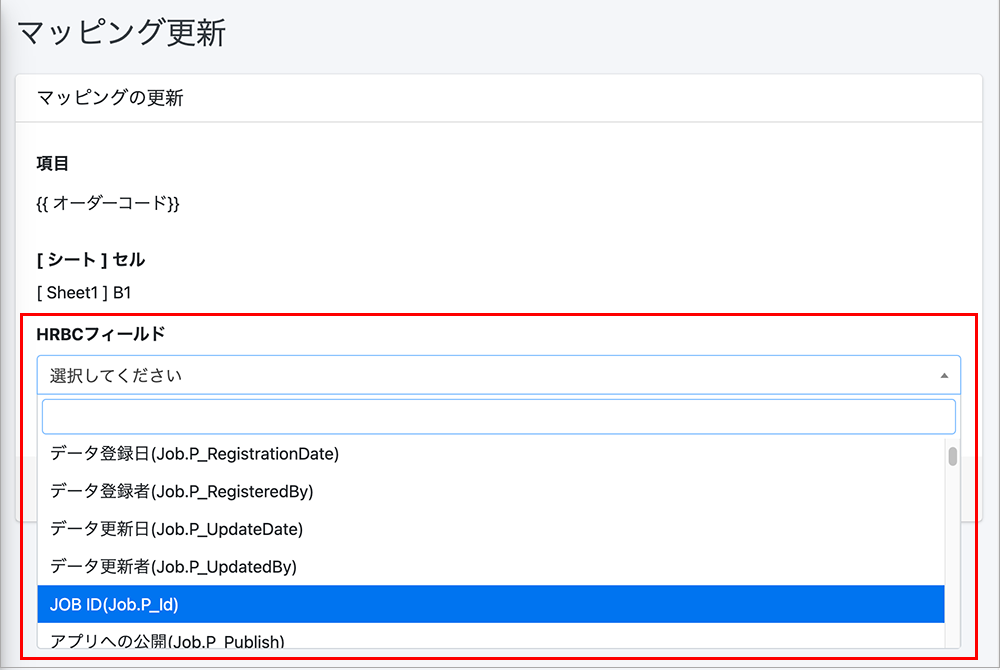 マッピング更新
マッピングの更新
項目
{{ オーダーコード}}
[ シート ] セル
[ Sheet1 ] B1
HRBCフィールド
選択してください
データ登録日(Job.P_RegistrationDate)
データ登録者(Job.P_RegisteredBy)
データ更新日(Job.P_UpdateDate)
データ更新者(Job.P_UpdatedBy)
JOB ID(Job.P_Id)
アプリへの公開(Job.P_Publish)